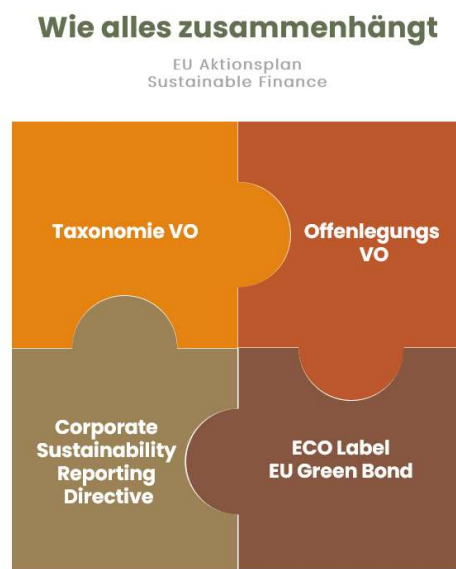 Wie alles zusammenhängt
EU Aktionsplan
Sustainable Finance
Taxonomie VO
Offenlegungs
VO
Corporate
Sustainability
Reporting
Directive
ECO Label
EU Green Bond